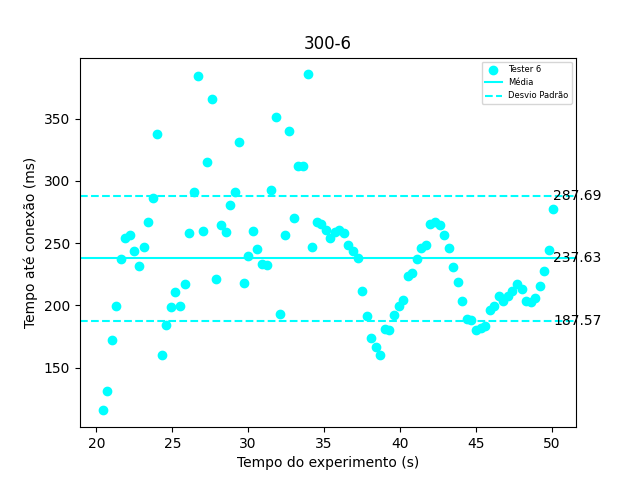 300-6
Tester 6
Média
Desvio Padrão
Tempo até conexão (ms)
350
300
250
200
150
287.69
237.63
187.57
20 25 30 35 40 45 50
Tempo do experimento (s)